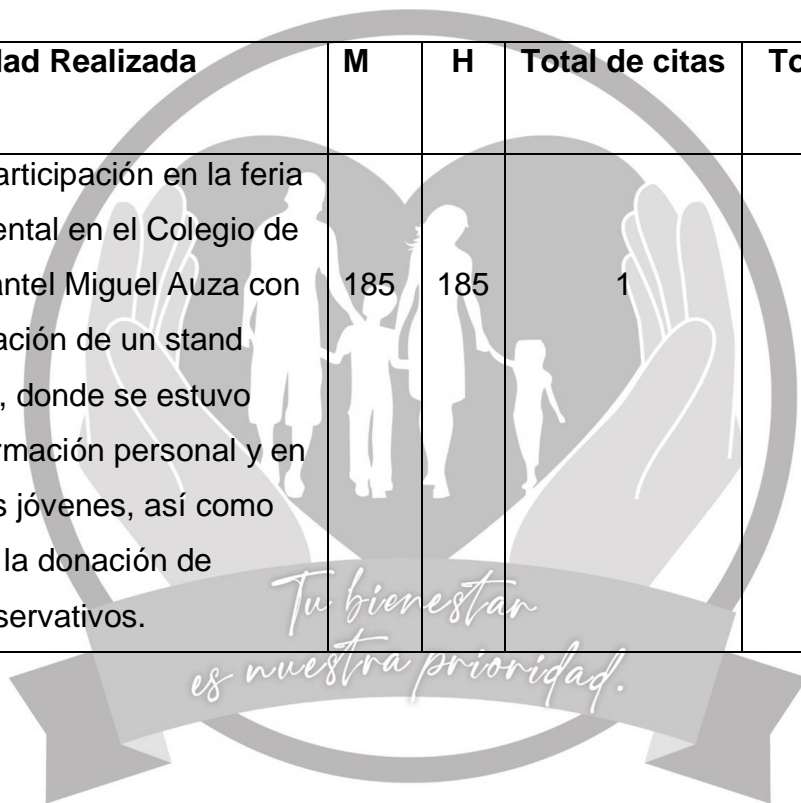 dad Realizada M H Total de citas To
articipación en la feria
ental en el Colegio de
antel Miguel Auza con 185 185 1
ación de un stand
, donde se estuvo
rmación personal y en
s jóvenes, así como
la donación de
servativos.
Tu bienestar
es nuestra prioridad.